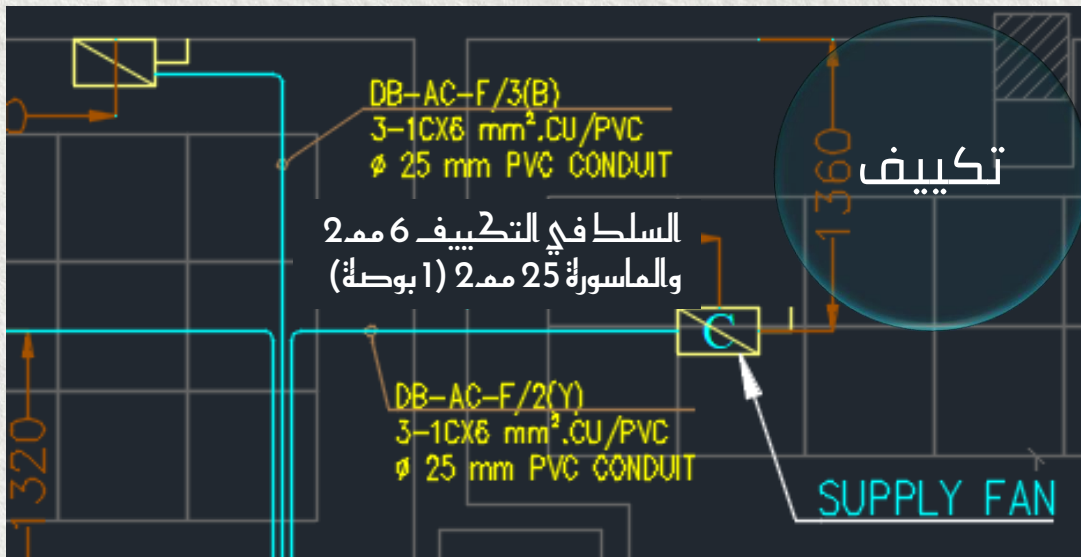 DB-AC-F/3(B)
3-1CX6 mm².CU/PVC
ø 25 mm PVC CONDUIT
تكييف
1360
السلك في التكييف 6 مم2
والماسورة 25 مم2 (1 بوصة)
C
DB-AC-F/2(Y)
3-1CX6 mm².CU/PVC
ø 25 mm PVC CONDUIT
1320
SUPPLY FAN